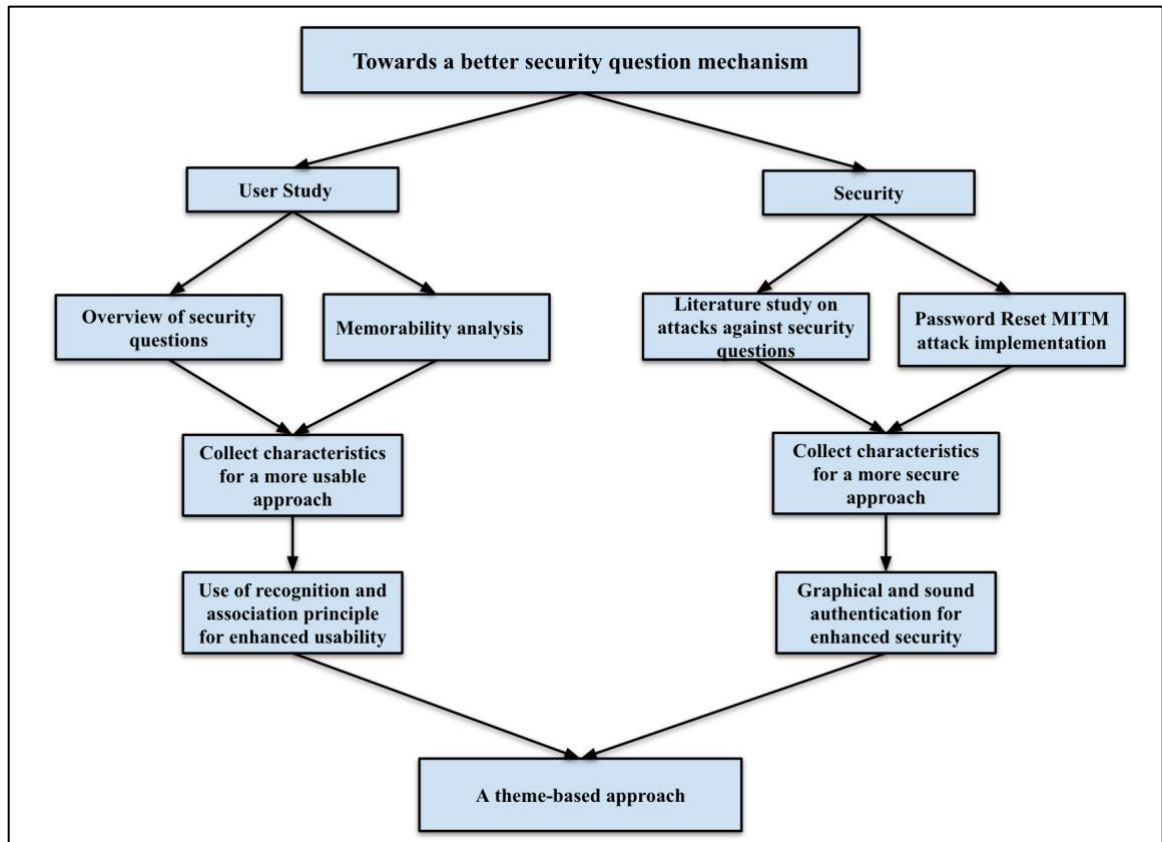 Towards a better security question mechanism
User Study
Security
Overview of security
questions
Memorability analysis
Literature study on
attacks against security
questions
Password Reset MITM
attack implementation
Collect characteristics
for a more usable
approach
Collect characteristics
for a more secure
approach
Use of recognition and
association principle
for enhanced usability
Graphical and sound
authentication for
enhanced security
A theme-based approach